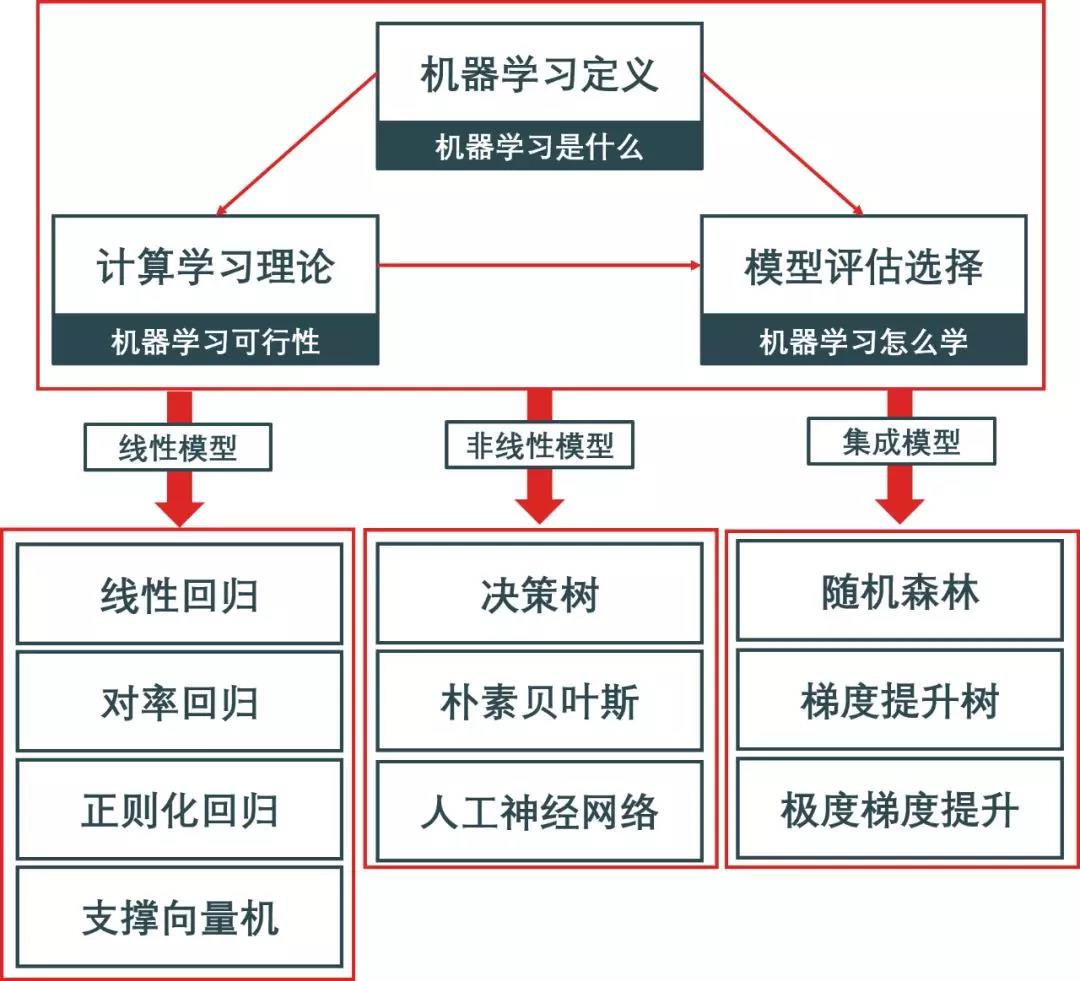 机器学习定义
机器学习是什么
计算学习理论
机器学习可行性
模型评估选择
机器学习怎么学
线性模型
非线性模型
集成模型
线性回归
对率回归
正则化回归
支撑向量机
决策树
朴素贝叶斯
人工神经网络
随机森林
梯度提升树
极度梯度提升